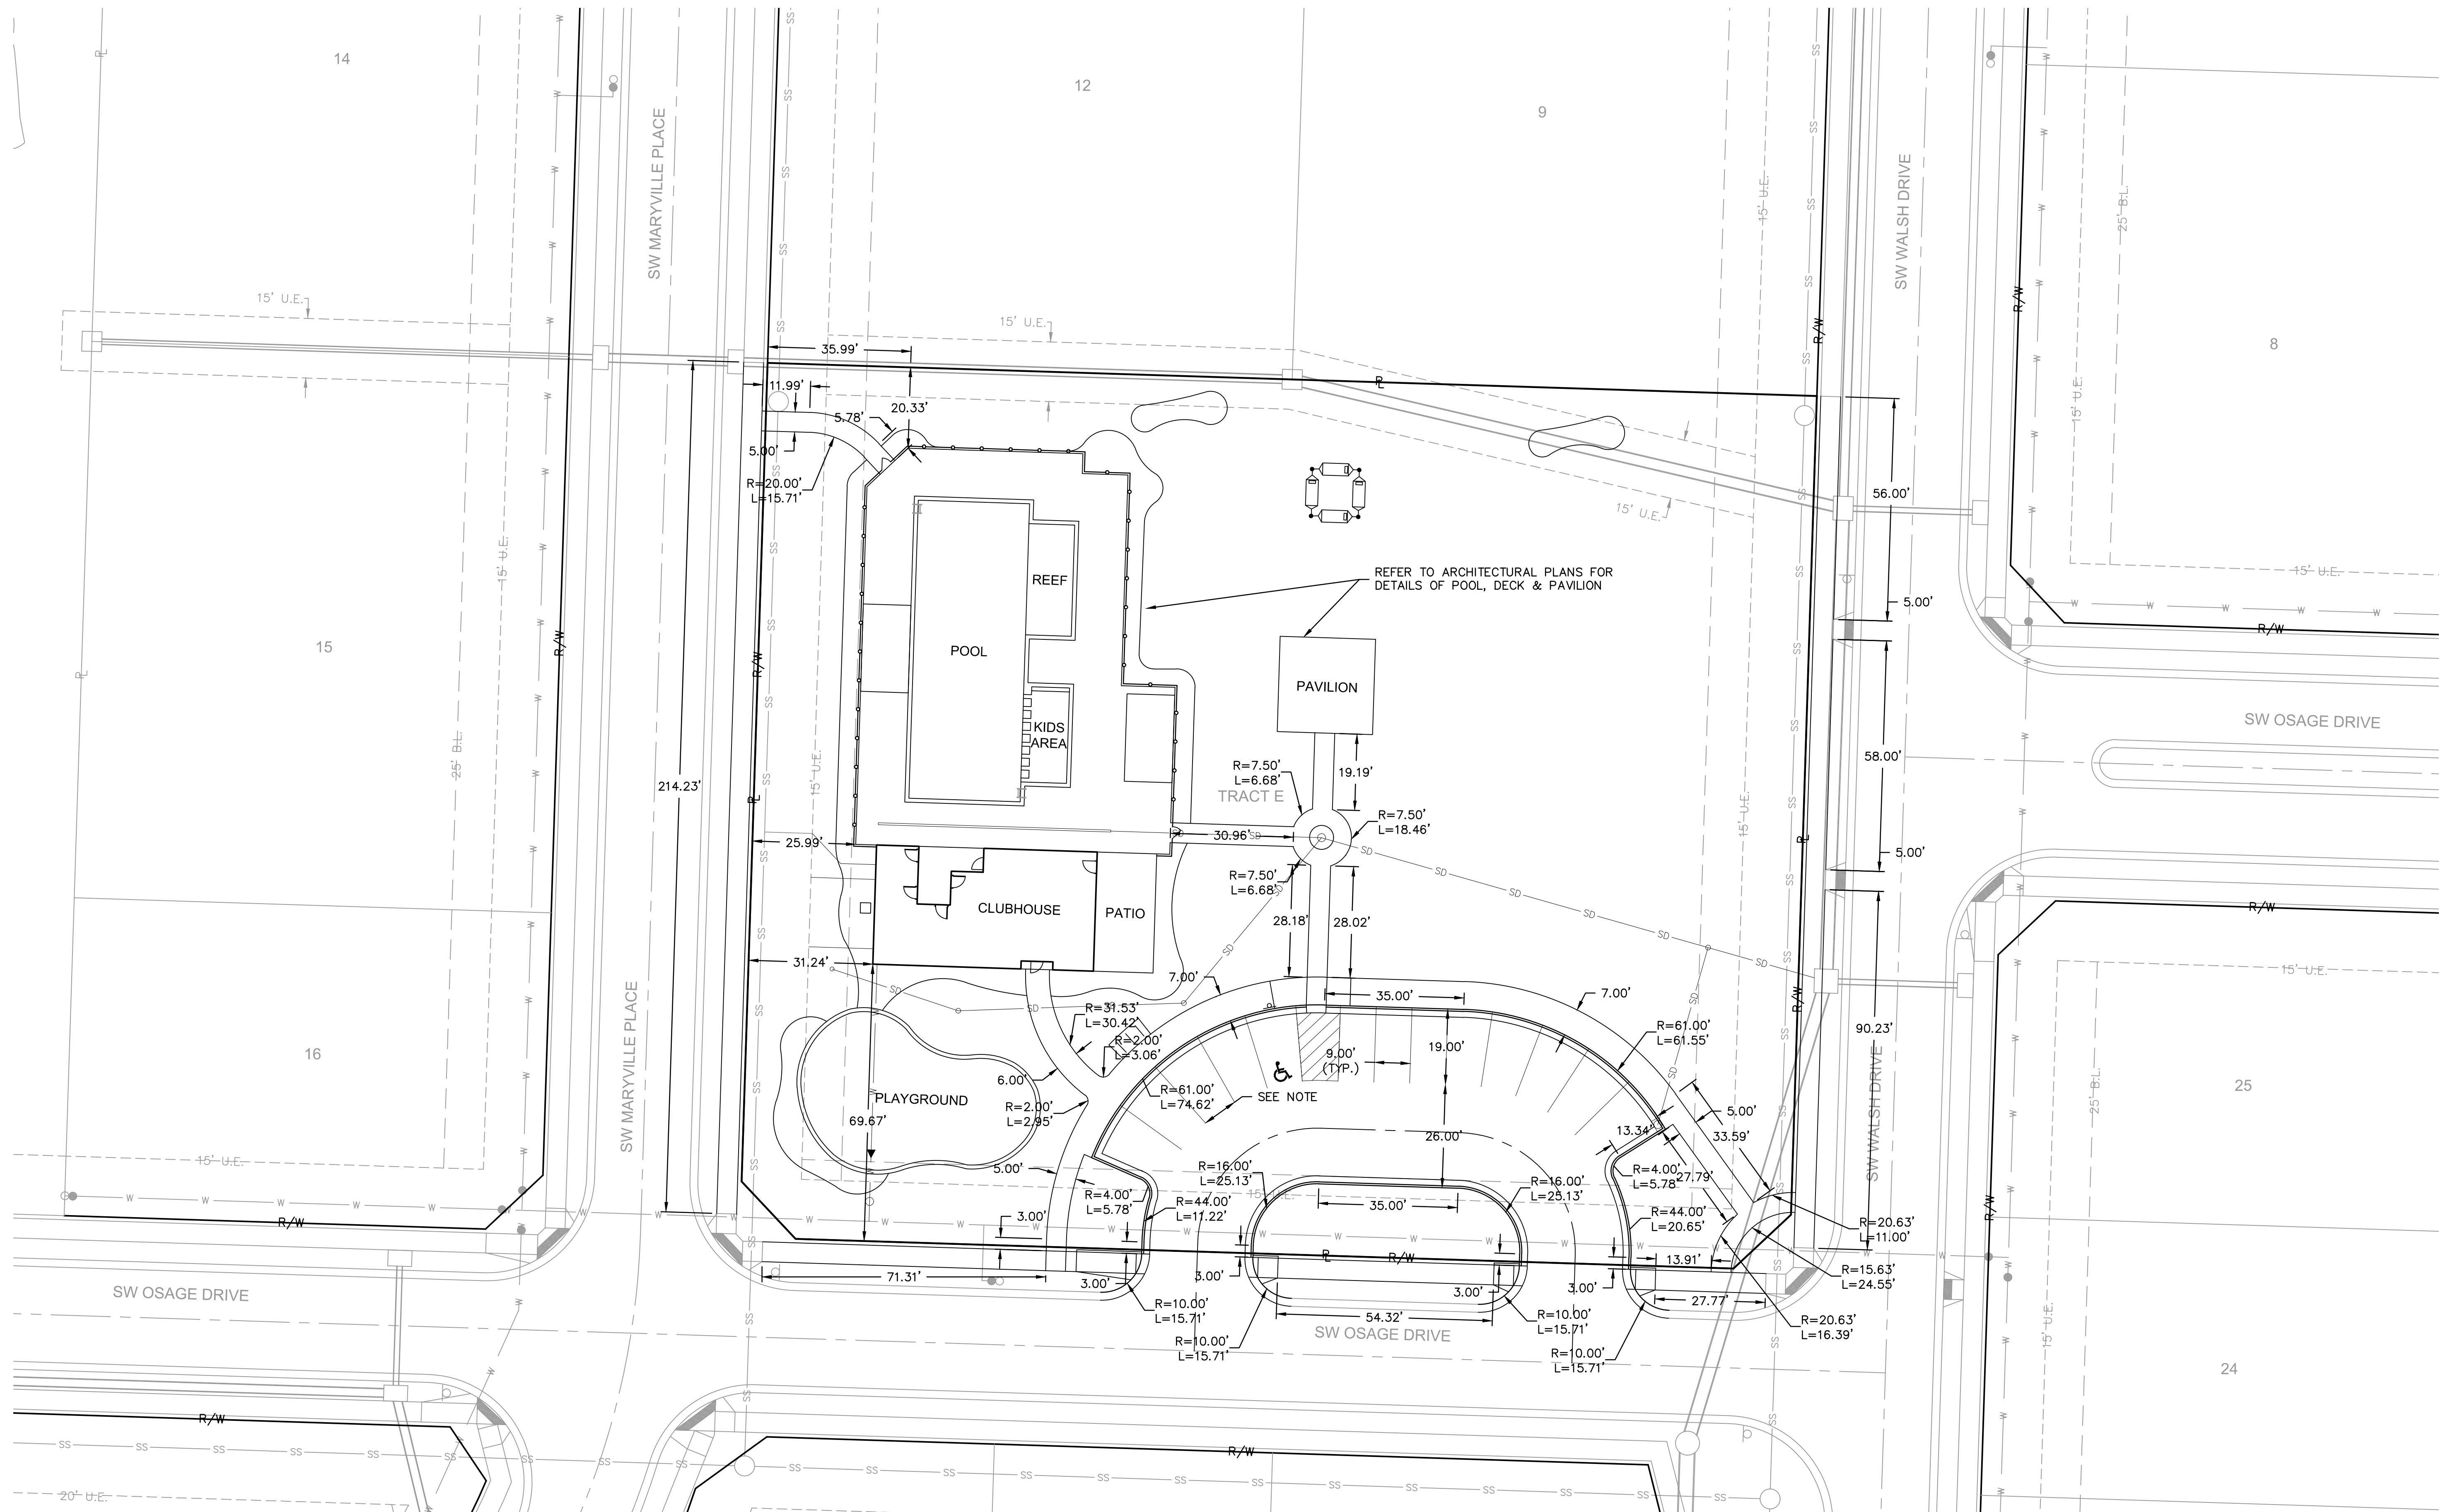 14
12
9
SW MARYVILLE PLACE
SW WALSH DRIVE
15' U.E.
25' B.L.
15' U.E.
15' U.E.
R/W
R/W
8
35.99'
PL
11.99'
5.78'
20.33'
5.00'
R=20.00'
L=15.71'
15' U.E.
56.00'
15' U.E.
15' U.E.
5.00'
R/W
REFER TO ARCHITECTURAL PLANS FOR
DETAILS OF POOL, DECK & PAVILION
REEF
POOL
PAVILION
KIDS
AREA
15
R/W
R/W
15' U.E.
25' B.L.
15' U.E.
SW OSAGE DRIVE
58.00'
214.23'
19.19'
R=7.50'
L=6.68'
TRACT E
R=7.50'
L=18.46'
30.96'
25.99'
15' U.E.
5.00'
R=7.50'
L=6.68'
CLUBHOUSE
PATIO
28.18'
28.02'
R/W
31.24'
7.00'
35.00'
7.00'
R/W
15' U.E.
90.23'
R=31.53'
L=30.42'
R=2.00'
L=3.06'
R=61.00'
L=61.55'
19.00'
9.00'
(TYP.)
16
SW MARYVILLE PLACE
6.00'
R=61.00'
L=74.62'
SEE NOTE
25
25' B.L.
SW WALSH DRIVE
PLAYGROUND
R=2.00'
L=2.95'
69.67'
5.00'
33.59'
13.34'
26.00'
15' U.E.
5.00'
R=16.00'
L=25.13'
R=4.00'
L=5.78'
27.79'
R=4.00'
L=5.78'
R=44.00'
L=11.22'
35.00'
R=16.00'
L=25.13'
R=44.00'
L=20.65'
R/W
R/W
3.00'
R=20.63'
L=11.00'
PL
R/W
13.91'
71.31'
3.00'
3.00'
3.00'
3.00'
R=15.63'
L=24.55'
SW OSAGE DRIVE
R=10.00'
L=15.71'
54.32'
R=10.00'
L=15.71'
27.77'
R=20.63'
L=16.39'
SW OSAGE DRIVE
R=10.00'
L=15.71'
R=10.00'
L=15.71'
15' U.E.
24
R/W
R/W
20' U.E.